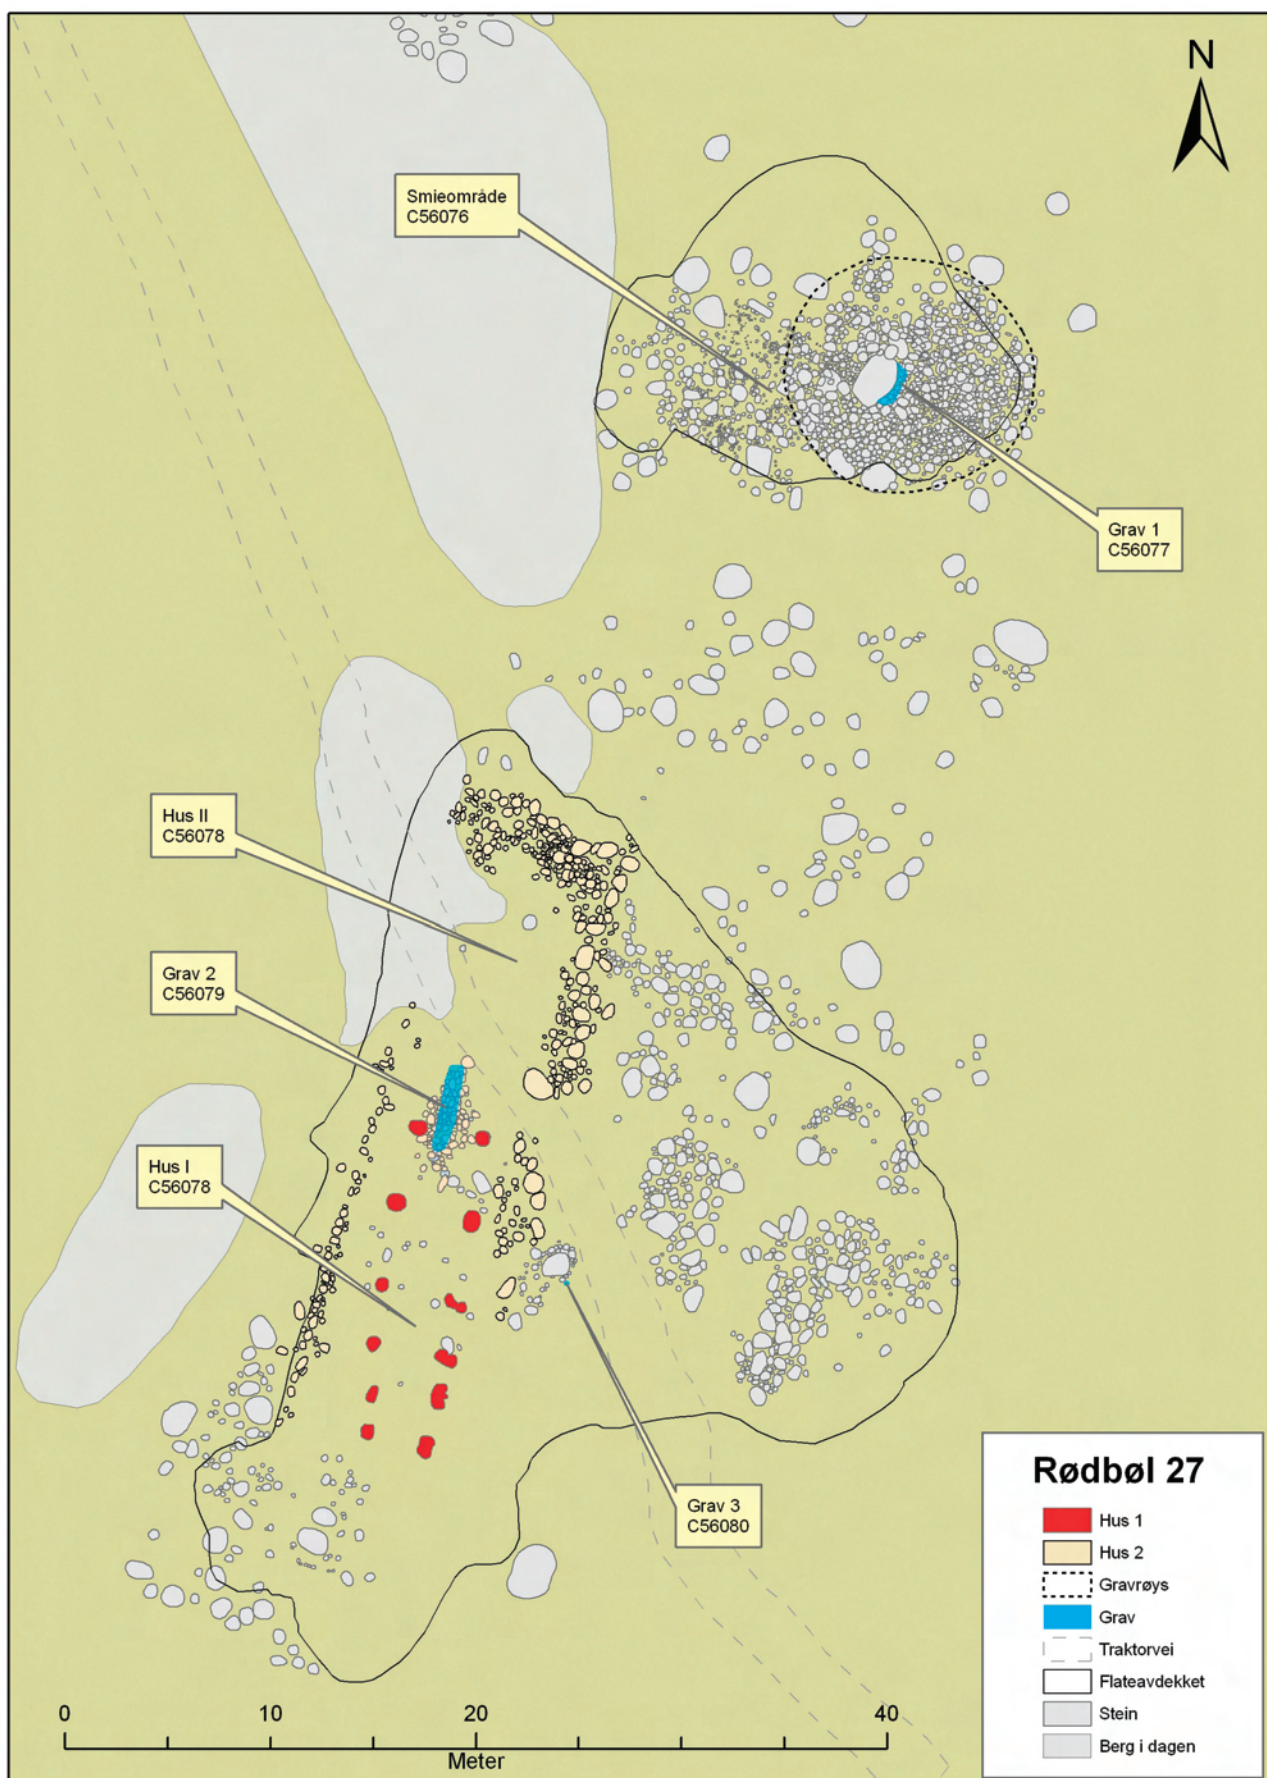 N
Smieområde
C56076
Grav 1
C56077
Hus II
C56078
Grav 2
C56079
Hus I
C56078
Grav 3
C56080
Rødbøl 27
Hus 1
Hus 2
Gravrøys
Grav
Traktorvei
Flateavdekket
Stein
Berg i dagen
0 10 20 40
Meter